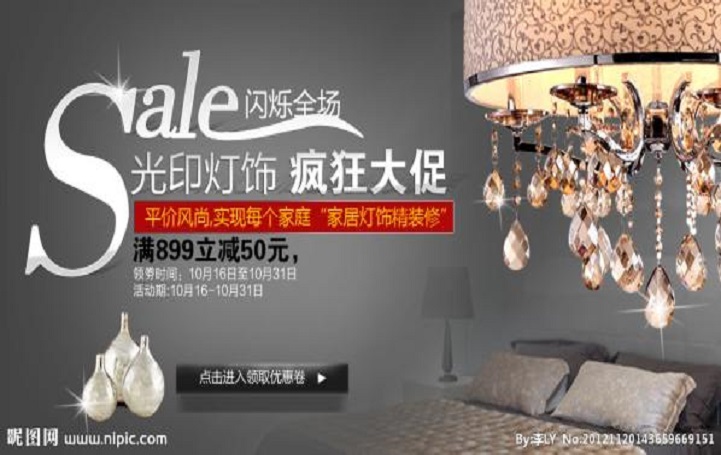 Sale 闪烁全场
光印灯饰 疯狂大促
平价风尚,实现每个家庭“家居灯饰精装修”
满899立减50元，
领券时间：10月16日至10月31日
活动期:10月16-10月31日
点击进入领取优惠卷
昵图网 www.nipic.com
By:李LY No:20121120143659669151